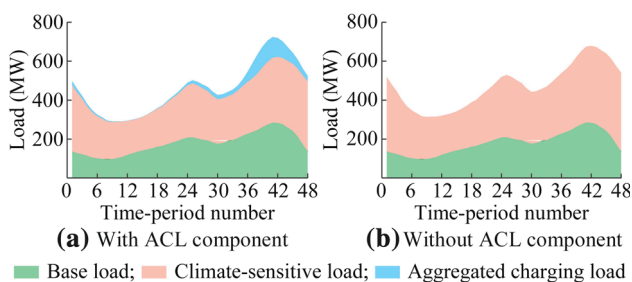 800
600
400
200
Load (MW)
0 6 12 18 24 30 36 42 48
Time-period number
(a) With ACL component
800
600
400
200
Load (MW)
0 6 12 18 24 30 36 42 48
Time-period number
(b) Without ACL component
Base load; Climate-sensitive load; Aggregated charging load